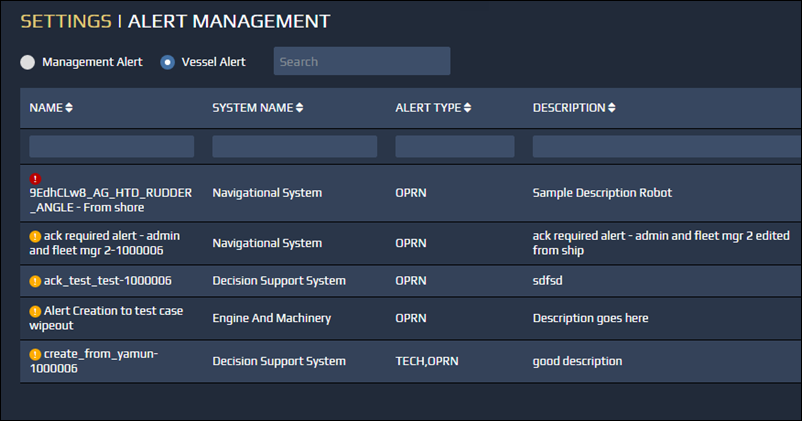 SETTINGS | ALERT MANAGEMENT
Management Alert Vessel Alert Search
NAME SYSTEM NAME ALERT TYPE DESCRIPTION
9EdhCLw8_AG_HTD_RUDDER
_ANGLE - From shore
Navigational System
OPRN
Sample Description Robot
ack required alert - admin
and fleet mgr 2-1000006
Navigational System
OPRN
ack required alert - admin and fleet mgr 2 edited
from ship
ack_test_test-1000006
Decision Support System
OPRN
sdfsd
Alert Creation to test case
wipeout
Engine And Machinery
OPRN
Description goes here
create_from_yamun-
1000006
Decision Support System
TECH,OPRN
good description